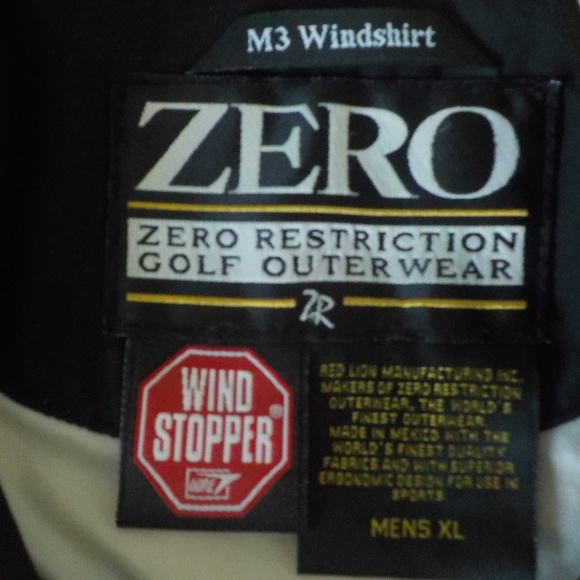 M3 Windshirt
ZERO
ZERO RESTRICTION
GOLF OUTERWEAR
ZR
WIND
STOPPER®
GORE
RED LION MANUFACTURING INC.
MAKERS OF ZERO RESTRICTION
OUTERWEAR, THE WORLD'S
FINEST OUTERWEAR.
MADE IN MEXICO WITH THE
WORLD'S FINEST QUALITY
FABRICS AND WITH SUPERIOR
ERGONOMIC DESIGN FOR USE IN
SPORTS
MENS XL